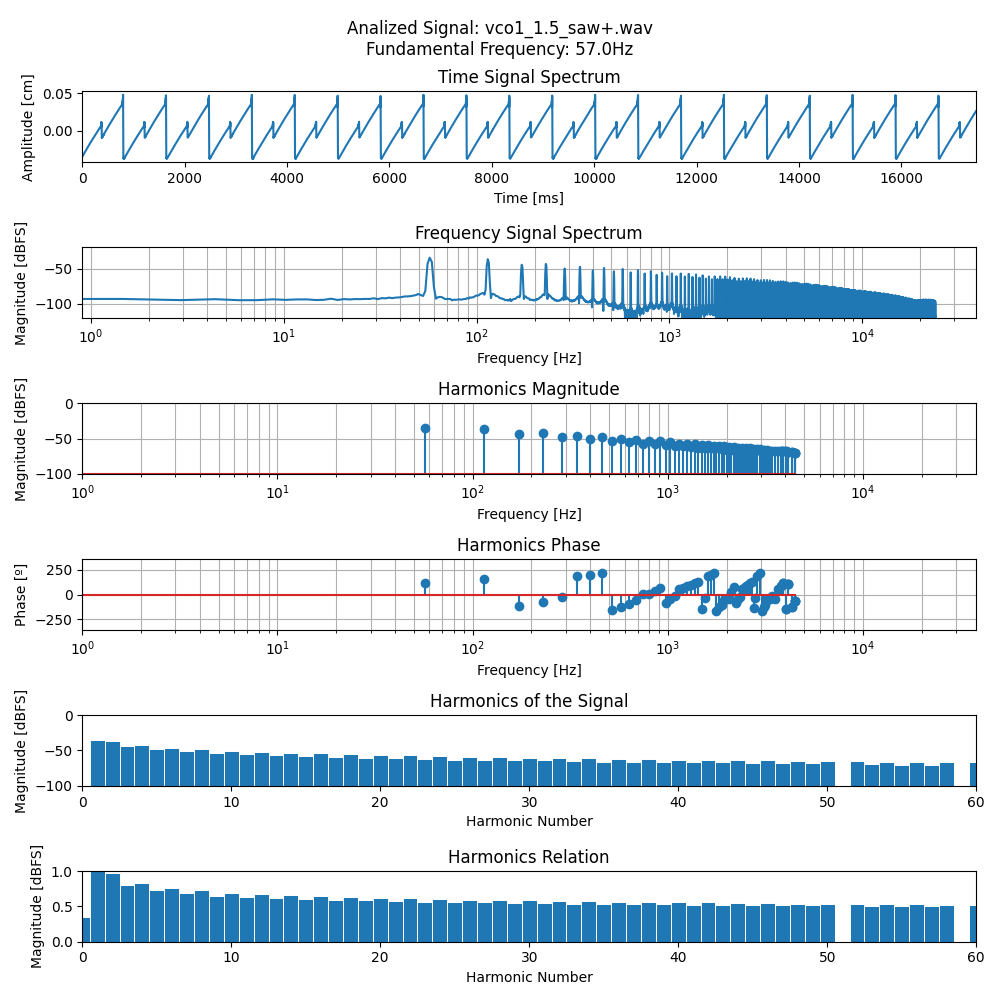 Analized Signal: vco1_1.5_saw+.wav
Fundamental Frequency: 57.0Hz
Time Signal Spectrum
Amplitude [cm]
0.05
0.00
0 2000 4000 6000 8000 10000 12000 14000 16000
Time [ms]
Frequency Signal Spectrum
Magnitude [dBFS]
−50
−100
10⁰ 10¹ 10² 10³ 10⁴
Frequency [Hz]
Harmonics Magnitude
Magnitude [dBFS]
0
−50
−100
10⁰ 10¹ 10² 10³ 10⁴
Frequency [Hz]
Harmonics Phase
Phase [º]
250
0
−250
10⁰ 10¹ 10² 10³ 10⁴
Frequency [Hz]
Harmonics of the Signal
Magnitude [dBFS]
0
−50
−100
0 10 20 30 40 50 60
Harmonic Number
Harmonics Relation
Magnitude [dBFS]
1.0
0.5
0.0
0 10 20 30 40 50 60
Harmonic Number